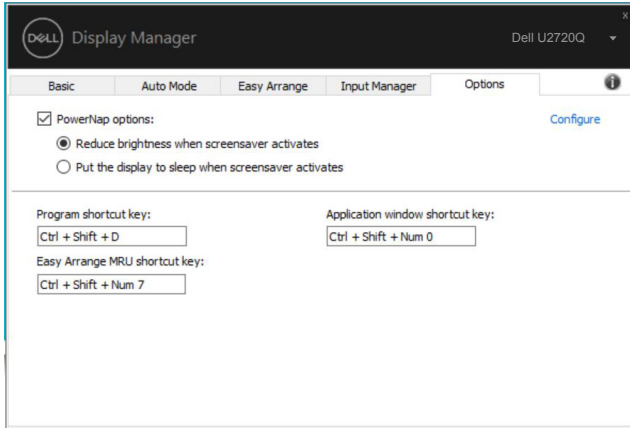 DELL Display Manager
x
Dell U2720Q
Basic Auto Mode Easy Arrange Input Manager Options
PowerNap options: Configure
Reduce brightness when screensaver activates
Put the display to sleep when screensaver activates
Program shortcut key: Application window shortcut key:
Ctrl + Shift + D Ctrl + Shift + Num 0
Easy Arrange MRU shortcut key:
Ctrl + Shift + Num 7